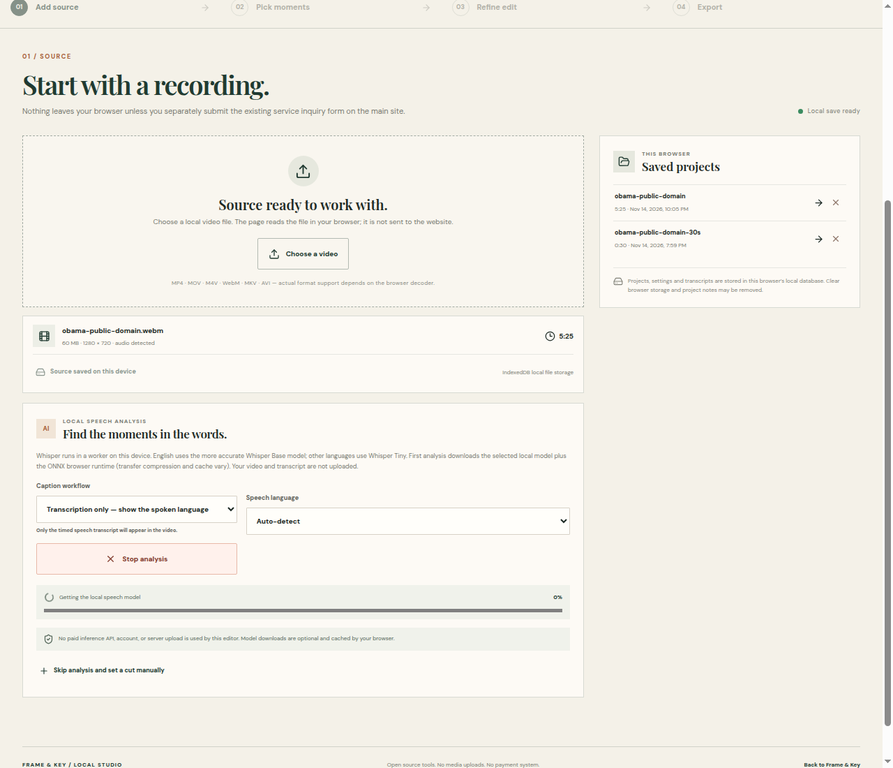 01 Add source
02 Pick moments
03 Refine edit
04 Export
01 / SOURCE
Start with a recording.
Nothing leaves your browser unless you separately submit the existing service inquiry form on the main site.
Local save ready
Source ready to work with.
Choose a local video file. The page reads the file in your browser; it is not sent to the website.
Choose a video
MP4 · MOV · M4V · WebM · MKV · AVI — actual format support depends on the browser decoder.
THIS BROWSER
Saved projects
obama-public-domain
5:25 · Nov 14, 2026, 10:05 PM
obama-public-domain-30s
0:30 · Nov 14, 2026, 7:59 PM
Projects, settings and transcripts are stored in this browser's local database. Clear
browser storage and project notes may be removed.
obama-public-domain.webm
60 MB · 1280 × 720 · audio detected
5:25
Source saved on this device
IndexedDB local file storage
AI
LOCAL SPEECH ANALYSIS
Find the moments in the words.
Whisper runs in a worker on this device. English uses the more accurate Whisper Base model; other languages use Whisper Tiny. First analysis downloads the selected local model plus
the ONNX browser runtime (transfer compression and cache vary). Your video and transcript are not uploaded.
Caption workflow
Transcription only — show the spoken language
Only the timed speech transcript will appear in the video.
Speech language
Auto-detect
Stop analysis
Getting the local speech model
0%
No paid inference API, account, or server upload is used by this editor. Model downloads are optional and cached by your browser.
Skip analysis and set a cut manually
FRAME & KEY / LOCAL STUDIO
Open source tools. No media uploads. No payment system.
Back to Frame & Key